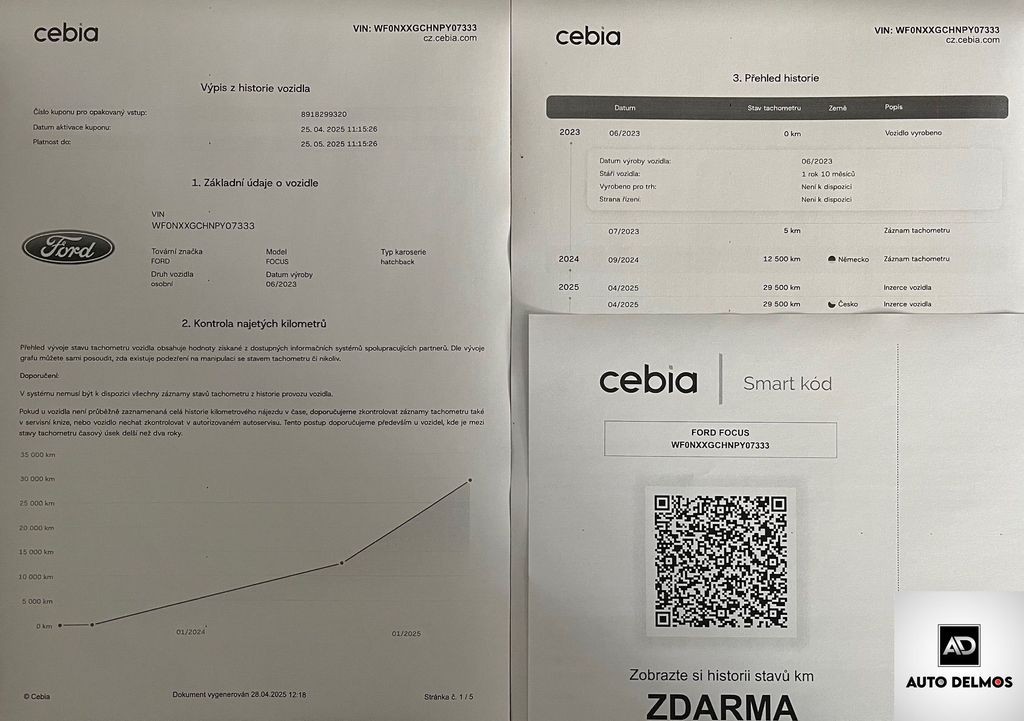 cebia
VIN: WF0NXXGCHNPY07333
cz.cebia.com
Výpis z historie vozidla
Číslo kuponu pro opakovaný vstup: 8918299320
Datum aktivace kuponu: 25. 04. 2025 11:15:26
Platnost do: 25. 05. 2025 11:15:26
1. Základní údaje o vozidle
Ford
VIN
WF0NXXGCHNPY07333
Tovární značka Model Typ karoserie
FORD FOCUS hatchback
Druh vozidla Datum výroby
osobní 06/2023
2. Kontrola najetých kilometrů
Přehled vývoje stavu tachometru vozidla obsahuje hodnoty získané z dostupných informačních systémů spolupracujících partnerů. Dle vývoje
grafu můžete sami posoudit, zda existuje podezření na manipulaci se stavem tachometru či nikoliv.
Doporučení:
V systému nemusí být k dispozici všechny záznamy stavů tachometru z historie provozu vozidla.
Pokud u vozidla není průběžně zaznamenaná celá historie kilometrového nájezdu v čase, doporučujeme zkontrolovat záznamy tachometru také
v servisní knize, nebo vozidlo nechat zkontrolovat v autorizovaném autoservisu. Tento postup doporučujeme především u vozidel, kde je mezi
stavy tachometru časový úsek delší než dva roky.
35 000 km
30 000 km
25 000 km
20 000 km
15 000 km
10 000 km
5 000 km
0 km
01/2024 01/2025
© Cebia Dokument vygenerován 28.04.2025 12:18 Stránka č. 1 / 5
cebia
VIN: WF0NXXGCHNPY07333
cz.cebia.com
3. Přehled historie
Datum Stav tachometru Země Popis
2023 06/2023 0 km Vozidlo vyrobeno
Datum výroby vozidla: 06/2023
Stáří vozidla: 1 rok 10 měsíců
Vyrobeno pro trh: Není k dispozici
Strana řízení: Není k dispozici
07/2023 5 km Záznam tachometru
2024 09/2024 12 500 km Německo Záznam tachometru
2025 04/2025 29 500 km Inzerce vozidla
04/2025 29 500 km Česko Inzerce vozidla
cebia Smart kód
FORD FOCUS
WF0NXXGCHNPY07333
Zobrazte si historii stavů km
ZDARMA
AD
AUTO DELMOS